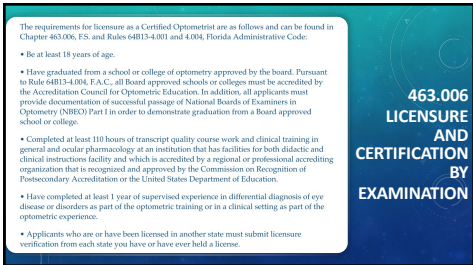 The requirements for licensure as a Certified Optometrist are as follows and can be found in
Chapter 463.006, F.S. and Rules 64B13-4.001 and 4.004, Florida Administrative Code:
• Be at least 18 years of age.
• Have graduated from a school or college of optometry approved by the board. Pursuant
to Rule 64B13-4.004, F.A.C., all Board approved schools or colleges must be accredited by
the Accreditation Council for Optometric Education. In addition, all applicants must
provide documentation of successful passage of National Boards of Examiners in
Optometry (NBEO) Part I in order to demonstrate graduation from a Board approved
school or college.
• Completed at least 110 hours of transcript quality course work and clinical training in
general and ocular pharmacology at an institution that has facilities for both didactic and
clinical instructions facility and which is accredited by a regional or professional accrediting
organization that is recognized and approved by the Commission on Recognition of
Postsecondary Accreditation or the United States Department of Education.
• Have completed at least 1 year of supervised experience in differential diagnosis of eye
disease or disorders as part of the optometric training or in a clinical setting as part of the
optometric experience.
• Applicants who are or have been licensed in another state must submit licensure
verification from each state you have or have ever held a license.
463.006
LICENSURE
AND
CERTIFICATION
BY
EXAMINATION